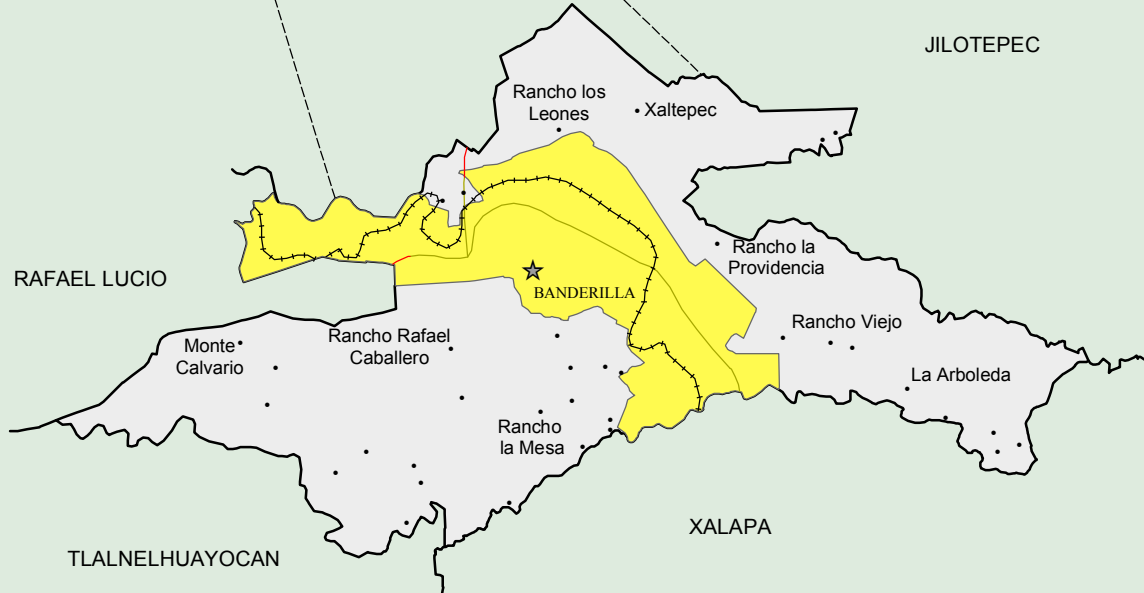 JILOTEPEC
Rancho los
Leones
Xaltepec
Rancho la
Providencia
RAFAEL LUCIO
BANDERILLA
Rancho Viejo
Monte
Calvario
Rancho Rafael
Caballero
La Arboleda
Rancho
la Mesa
XALAPA
TLALNELHUAYOCAN